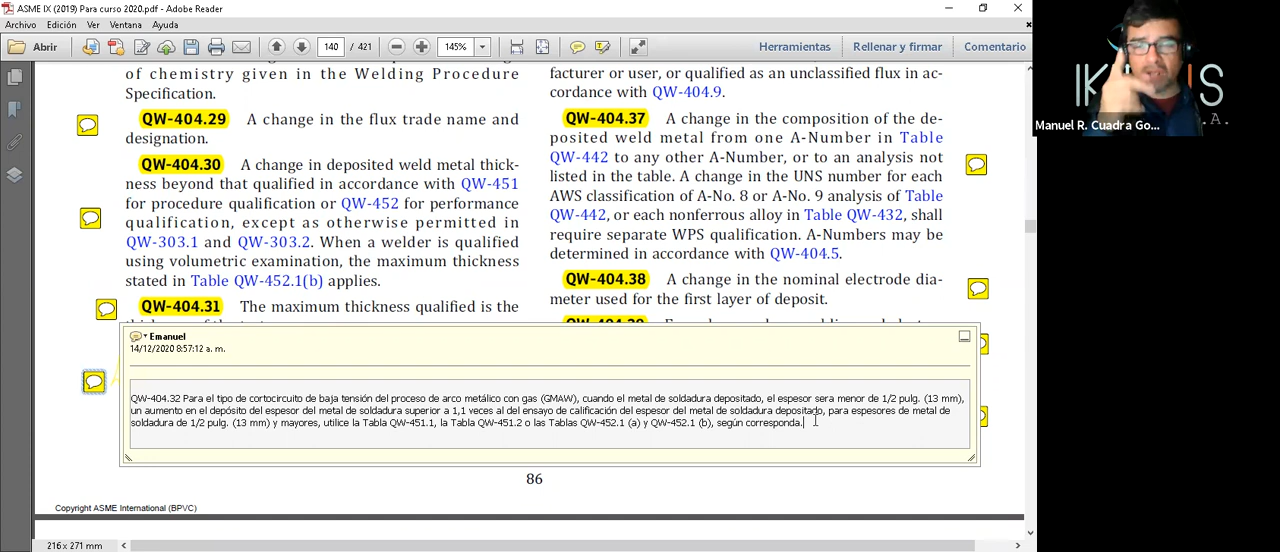 ASME IX (2019) Para curso 2020.pdf - Adobe Reader
Archivo Edición Ver Ventana Ayuda
Abrir
140 / 421
145%
Herramientas
Rellenar y firmar
Comentario
of chemistry given in the Welding Procedure
Specification.
QW-404.29 A change in the flux trade name and
designation.
QW-404.30 A change in deposited weld metal thick-
ness beyond that qualified in accordance with QW-451
for procedure qualification or QW-452 for performance
qualification, except as otherwise permitted in
QW-303.1 and QW-303.2. When a welder is qualified
using volumetric examination, the maximum thickness
stated in Table QW-452.1(b) applies.
QW-404.31 The maximum thickness qualified is the
facturer or user, or qualified as an unclassified flux in ac-
cordance with QW-404.9.
QW-404.37 A change in the composition of the de-
posited weld metal from one A-Number in Table
QW-442 to any other A-Number, or to an analysis not
listed in the table. A change in the UNS number for each
AWS classification of A-No. 8 or A-No. 9 analysis of Table
QW-442, or each nonferrous alloy in Table QW-432, shall
require separate WPS qualification. A-Numbers may be
determined in accordance with QW-404.5.
QW-404.38 A change in the nominal electrode dia-
meter used for the first layer of deposit.
Emanuel
14/12/2020 8:57:12 a. m.
QW-404.32 Para el tipo de cortocircuito de baja tensión del proceso de arco metálico con gas (GMAW), cuando el metal de soldadura depositado, el espesor sera menor de 1/2 pulg. (13 mm),
un aumento en el depósito del espesor del metal de soldadura superior a 1,1 veces al del ensayo de calificación del espesor del metal de soldadura depositado, para espesores de metal de
soldadura de 1/2 pulg. (13 mm) y mayores, utilice la Tabla QW-451.1, la Tabla QW-451.2 o las Tablas QW-452.1 (a) y QW-452.1 (b), según corresponda.
86
Copyright ASME International (BPVC)
216 x 271 mm
Manuel R. Cuadra Go...